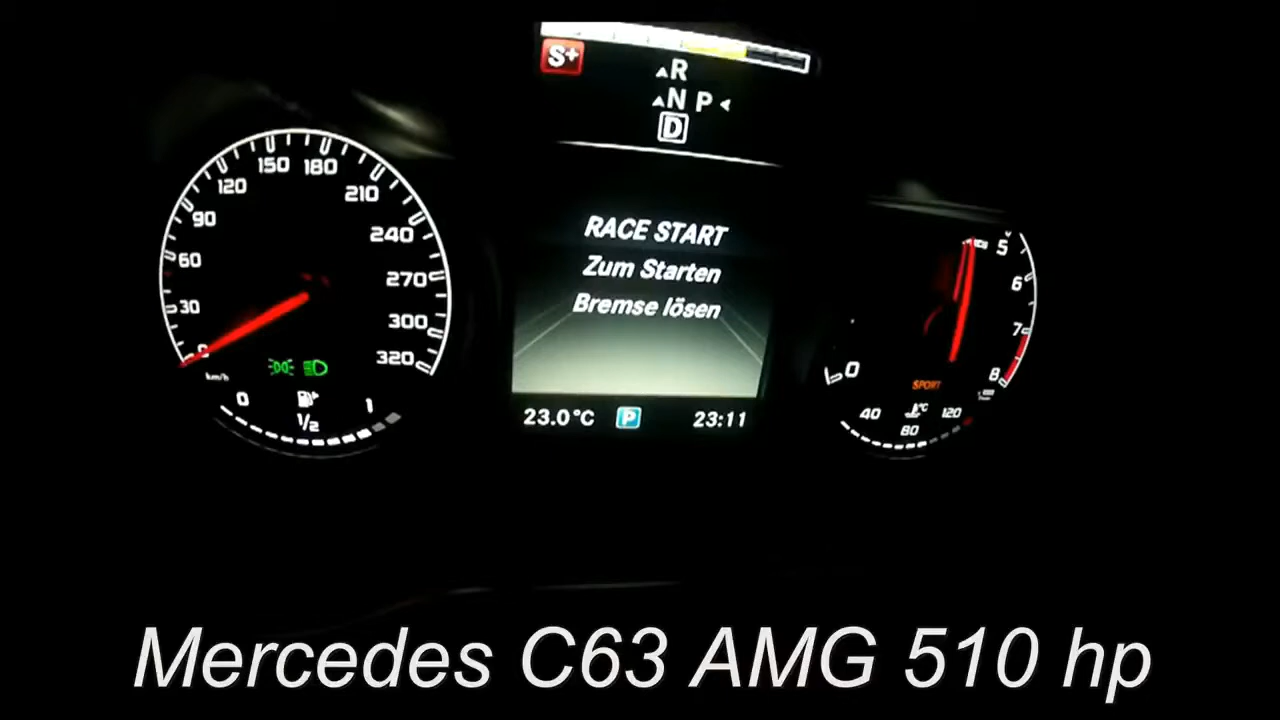 S+
R
N P
D
150 180
120 210
90 240
60 270
30 300
0 320
km/h
0 1/2 1
RACE START
Zum Starten
Bremse lösen
23.0°C P 23:11
5
6
7
8
0
SPORT
40 °C 120
80
Mercedes C63 AMG 510 hp